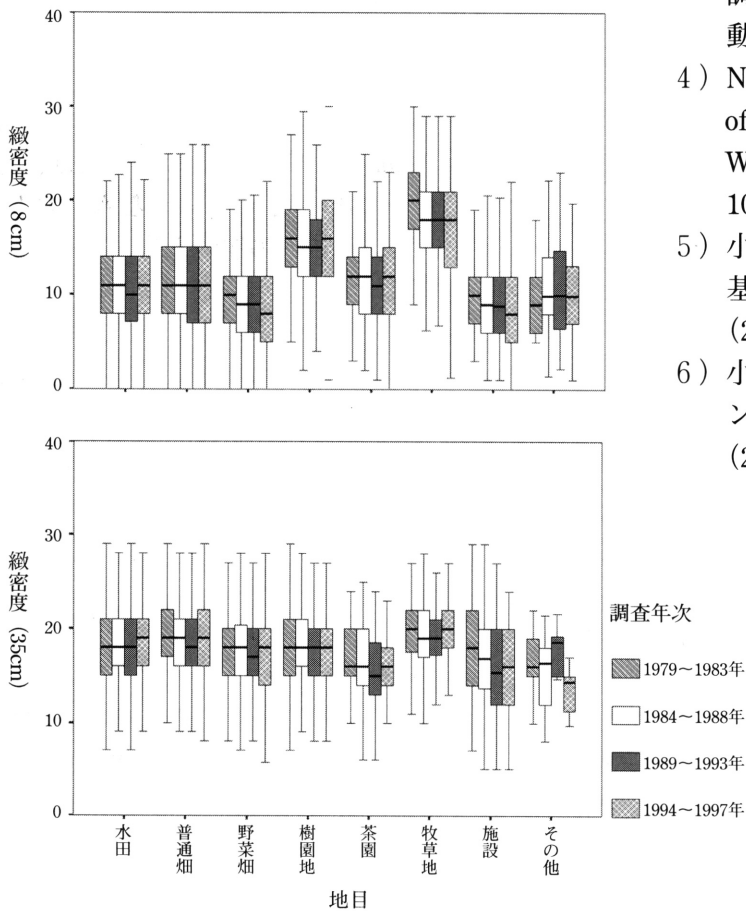 緻密度 (8cm)
40
30
20
10
0
緻密度 (35cm)
40
30
20
10
0
水田
普通畑
野菜畑
樹園地
茶園
牧草地
施設
その他
地目
調査年次
1979〜1983年
1984〜1988年
1989〜1993年
1994〜1997年
動
4) N
of
W
10
5) 小
基
(2
6) 小
ン
(2